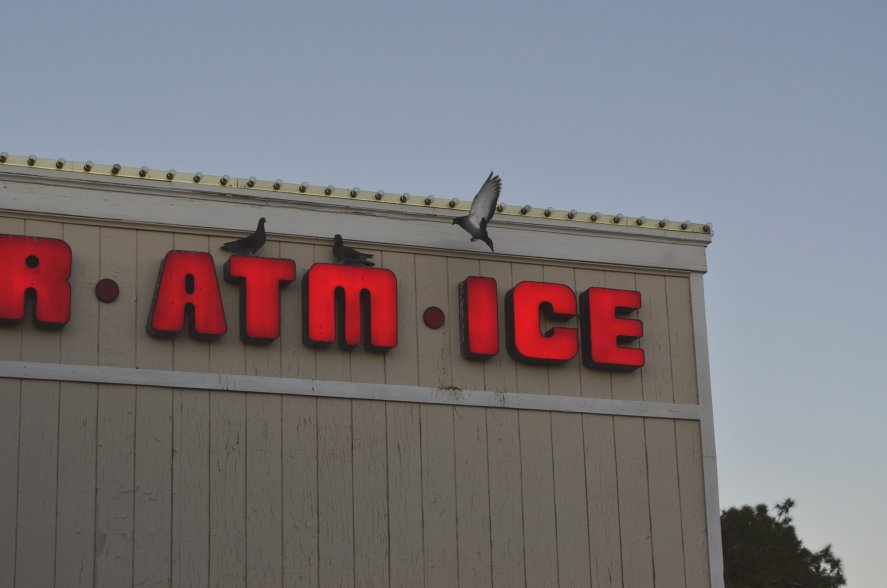 R • ATM • ICE